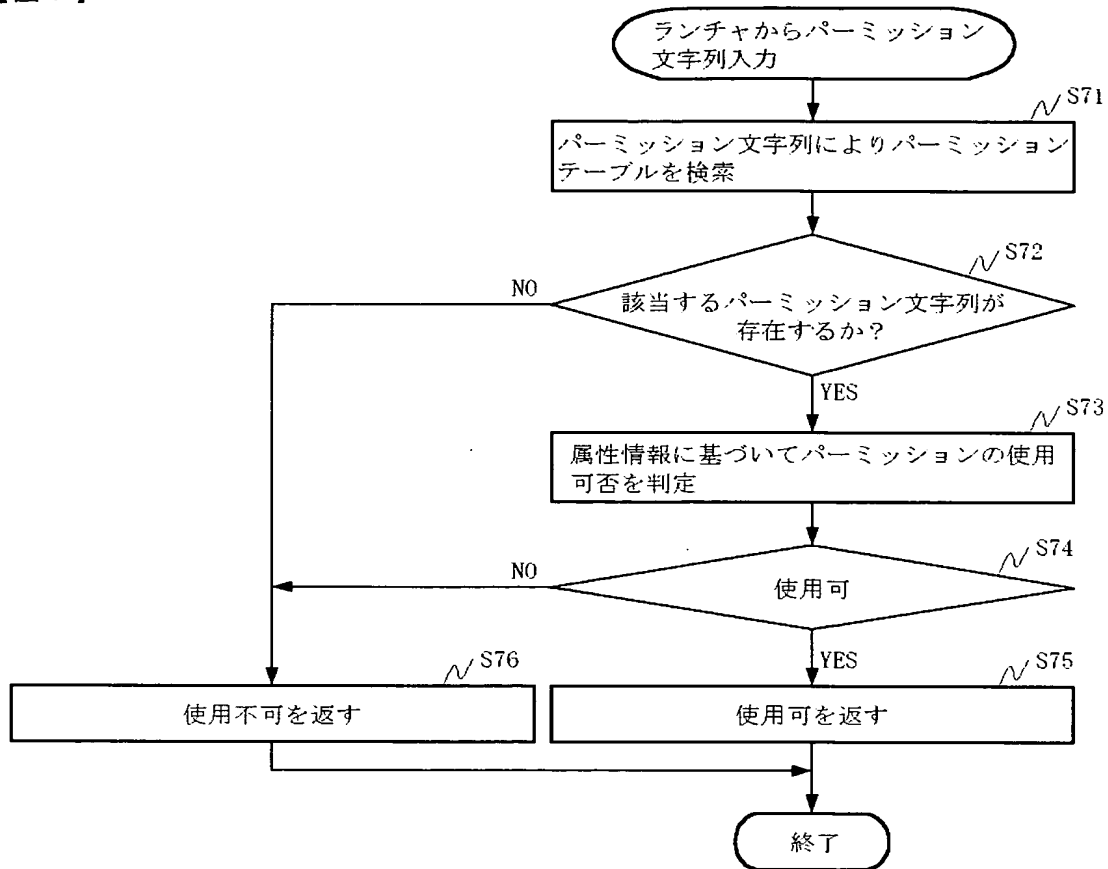 ランチャからパーミッション
文字列入力
S71
パーミッション文字列によりパーミッション
テーブルを検索
S72
NO
該当するパーミッション文字列が
存在するか?
YES
S73
属性情報に基づいてパーミッションの使用
可否を判定
S74
NO
使用可
YES
S76
S75
使用不可を返す
使用可を返す
終了